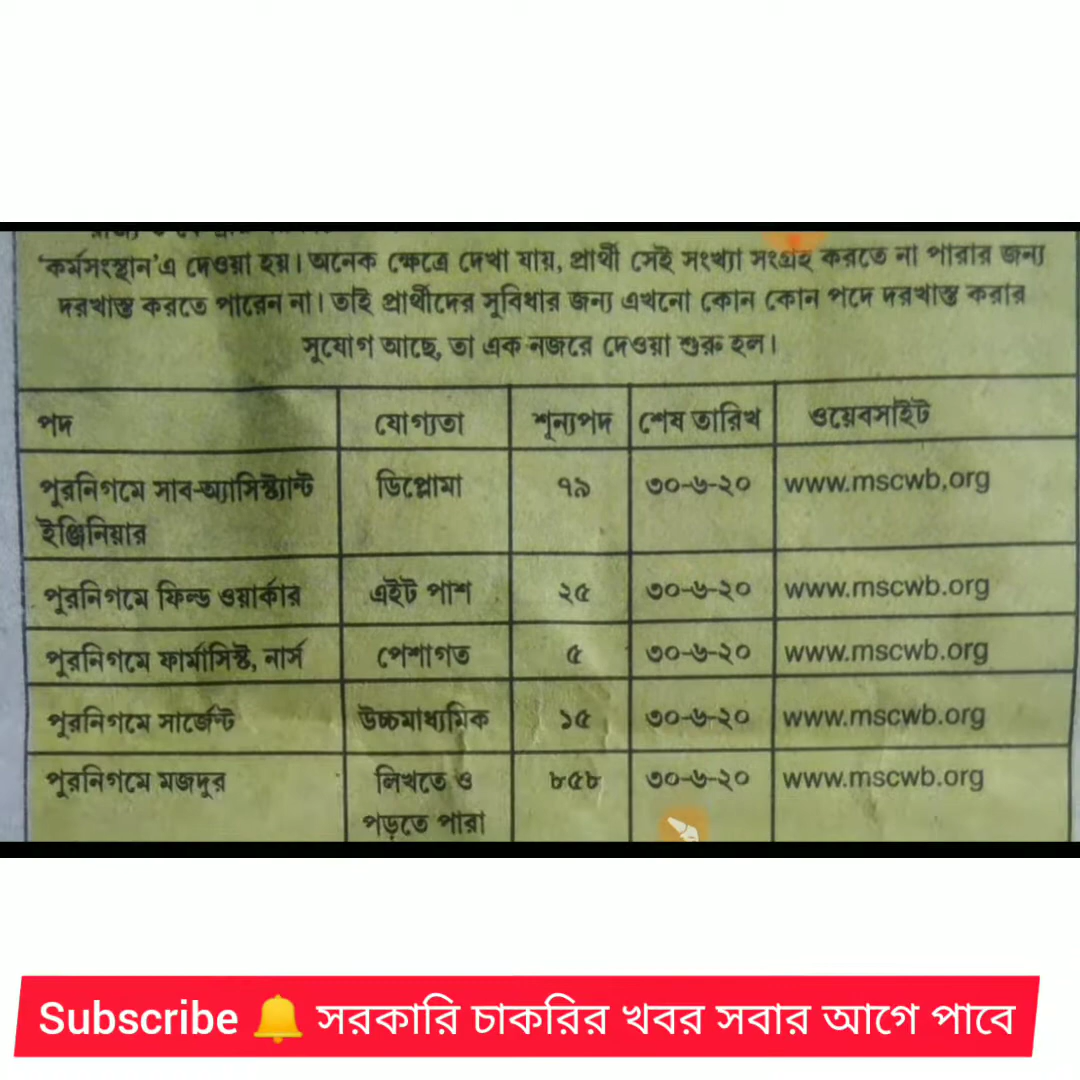 ‘কর্মসংস্থান’এ দেওয়া হয়। অনেক ক্ষেত্রে দেখা যায়, প্রার্থী সেই সংখ্যা সংগ্রহ করতে না পারার জন্য
দরখাস্ত করতে পারেন না। তাই প্রার্থীদের সুবিধার জন্য এখনো কোন কোন পদে দরখাস্ত করার
সুযোগ আছে, তা এক নজরে দেওয়া শুরু হল।
পদ যোগ্যতা শূন্যপদ শেষ তারিখ ওয়েবসাইট
পুরনিগমে সাব-অ্যাসিস্ট্যান্ট ডিপ্লোমা ৭৯ ৩০-৬-২০ www.mscwb.org
ইঞ্জিনিয়ার
পুরনিগমে ফিল্ড ওয়ার্কার এইট পাশ ২৫ ৩০-৬-২০ www.mscwb.org
পুরনিগমে ফার্মাসিস্ট, নার্স পেশাগত ৫ ৩০-৬-২০ www.mscwb.org
পুরনিগমে সার্জেন্ট উচ্চমাধ্যমিক ১৫ ৩০-৬-২০ www.mscwb.org
পুরনিগমে মজদুর লিখতে ও ৮৫৮ ৩০-৬-২০ www.mscwb.org
পড়তে পারা
Subscribe 🔔 সরকারি চাকরির খবর সবার আগে পাবে